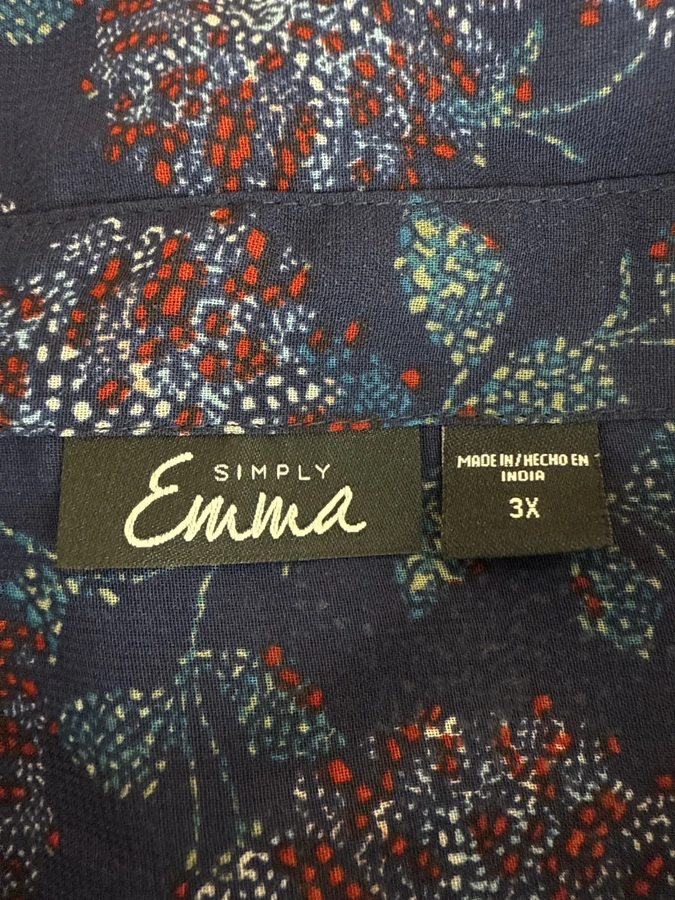 SIMPLY
Emma
MADE IN / HECHO EN
INDIA
3X